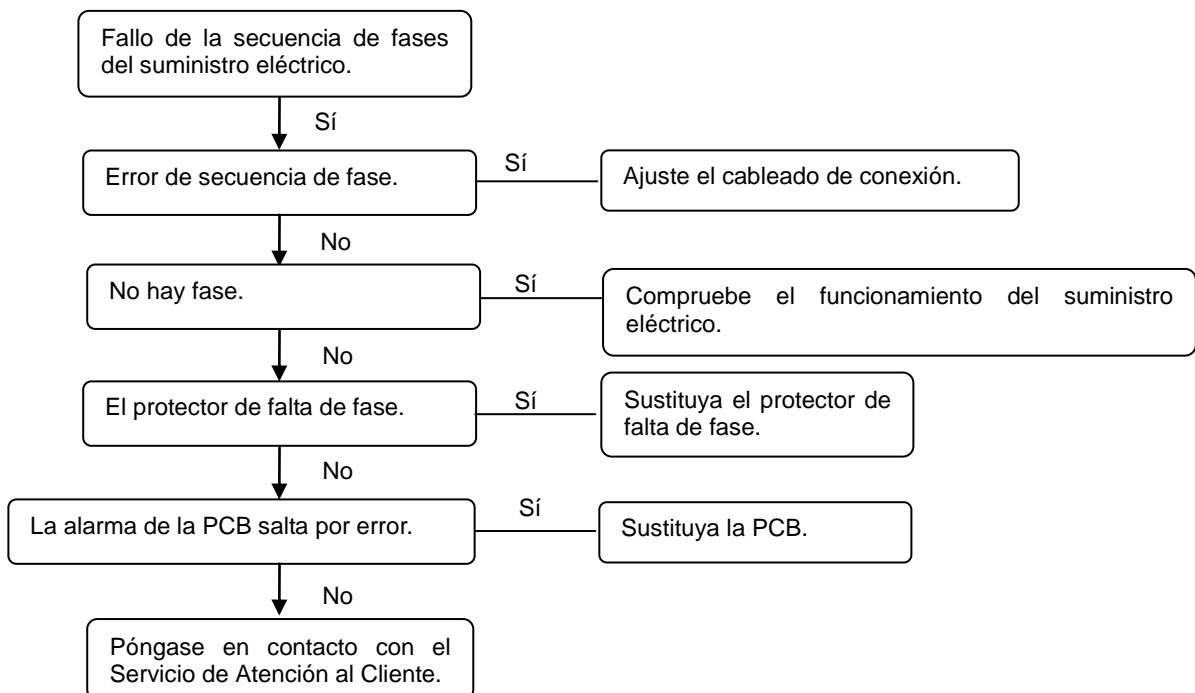 Fallo de la secuencia de fases
del suministro eléctrico.
Sí
Error de secuencia de fase.
Sí
Ajuste el cableado de conexión.
No
No hay fase.
Sí
Compruebe el funcionamiento del suministro
eléctrico.
No
El protector de falta de fase.
Sí
Sustituya el protector de
falta de fase.
No
La alarma de la PCB salta por error.
Sí
Sustituya la PCB.
No
Póngase en contacto con el
Servicio de Atención al Cliente.